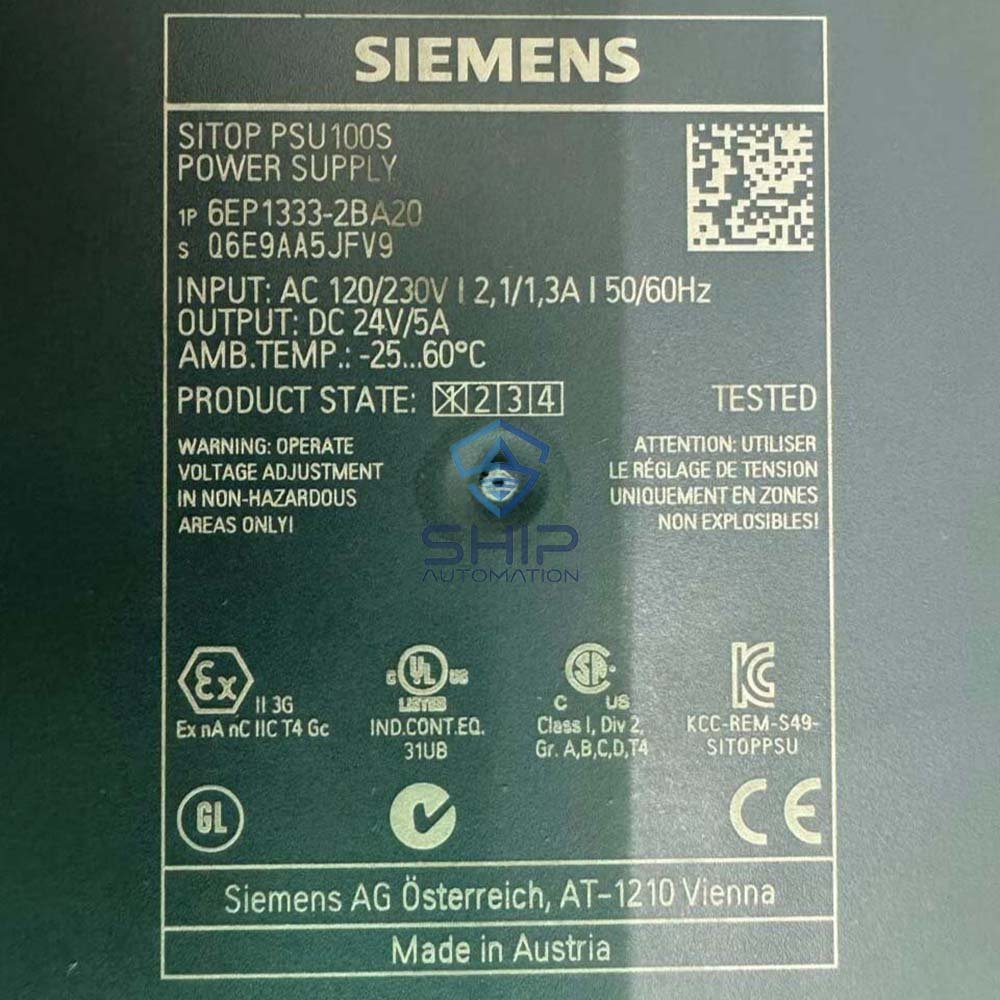 SIEMENS
SITOP PSU100S
POWER SUPPLY
1P 6EP1333-2BA20
S Q6E9AA5JFV9
INPUT: AC 120/230V | 2,1/1,3A | 50/60Hz
OUTPUT: DC 24V/5A
AMB.TEMP.: -25...60°C
PRODUCT STATE: 1 2 3 4 TESTED
WARNING: OPERATE
VOLTAGE ADJUSTMENT
IN NON-HAZARDOUS
AREAS ONLY!
ATTENTION: UTILISER
LE RÉGLAGE DE TENSION
UNIQUEMENT EN ZONES
NON EXPLOSIBLES!
SHIP
AUTOMATION
Ex II 3G
Ex nA nC IIC T4 Gc
C UL US
LISTED
IND.CONT.EQ.
31UB
SA
C US
Class I, Div 2,
Gr. A,B,C,D,T4
KC
KCC-REM-S49-
SITOPPSU
GL
CE
Siemens AG Österreich, AT-1210 Vienna
Made in Austria